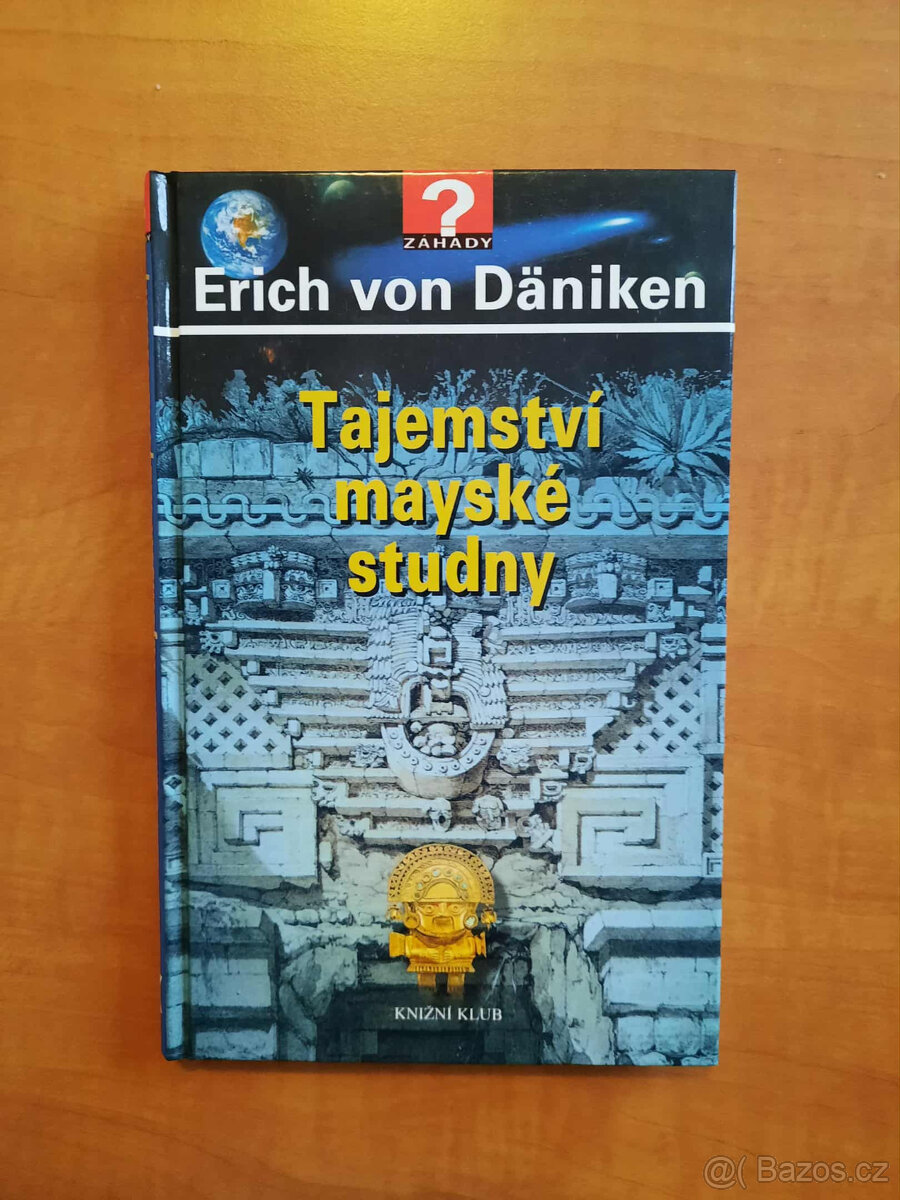 ?
ZÁHADY
Erich von Däniken
Tajemství
mayské
studny
KNIŽNÍ KLUB
@( Bazos.cz